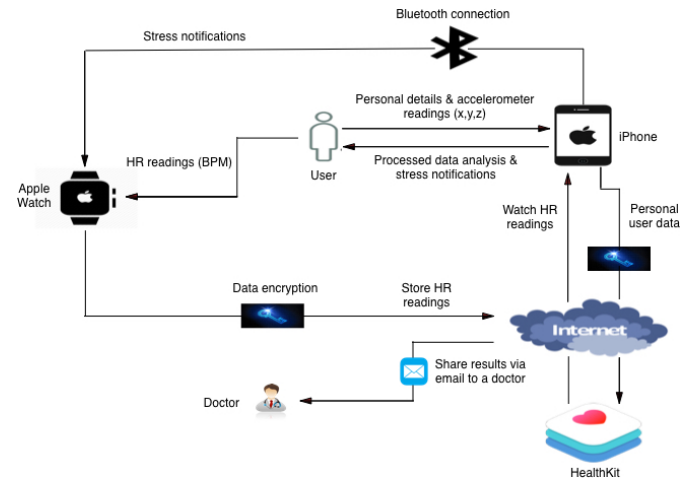 Bluetooth connection
Stress notifications
Personal details & accelerometer
readings (x,y,z)
iPhone
HR readings (BPM)
User
Processed data analysis &
stress notifications
Apple
Watch
Watch HR
readings
Personal
user data
Data encryption
Store HR
readings
Internet
Share results via
email to a doctor
Doctor
HealthKit